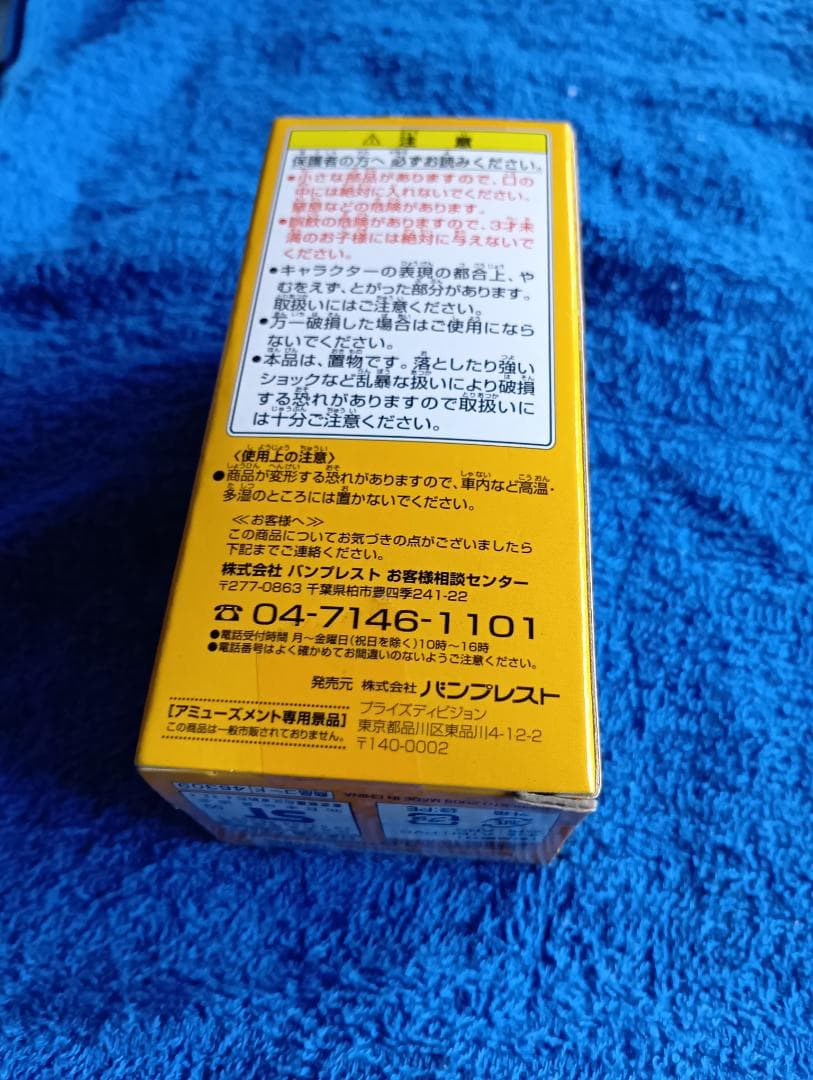 ⚠ 注意
保護者の方へ 必ずお読みください。
●小さな部品がありますので、口の
中には絶対に入れないでください。
窒息などの危険があります。
●誤飲の危険がありますので、3才未
満のお子様には絶対に与えないで
ください。
●キャラクターの表現の都合上、や
むをえず、とがった部分があります。
取扱いにはご注意ください。
●万一破損した場合はご使用になら
ないでください。
●本品は、置物です。落としたり強い
ショックなど乱暴な扱いにより破損
する恐れがありますので取扱いに
は十分ご注意ください。
〈使用上の注意〉
●商品が変形する恐れがありますので、車内など高温・
多湿のところには置かないでください。
≪お客様へ≫
この商品についてお気づきの点がございましたら
下記までご連絡ください。
株式会社 バンプレスト お客様相談センター
〒277-0863 千葉県柏市豊四季241-22
☎ 04-7146-1101
●電話受付時間 月〜金曜日(祝日を除く)10時〜16時
●電話番号はよく確かめてお間違いのないようご注意ください。
発売元 株式会社 バンプレスト
プライズディビジョン
東京都品川区東品川4-12-2
〒140-0002
[アミューズメント専用景品]
この商品は一般市販されておりません。
MADE IN CHINA
ST